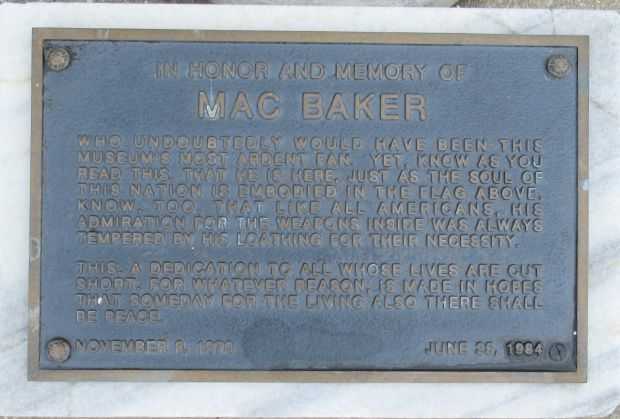 IN HONOR AND MEMORY OF
MAC BAKER
WHO UNDOUBTEDLY WOULD HAVE BEEN THIS
MUSEUM'S MOST ARDENT FAN. YET, KNOW AS YOU
READ THIS, THAT HE IS HERE, JUST AS THE SOUL OF
THIS NATION IS EMBODIED IN THE FLAG ABOVE.
KNOW, TOO, THAT LIKE ALL AMERICANS, HIS
ADMIRATION FOR THE WEAPONS INSIDE WAS ALWAYS
TEMPERED BY HIS LOATHING FOR THEIR NECESSITY.
THIS, A DEDICATION TO ALL WHOSE LIVES ARE CUT
SHORT, FOR WHATEVER REASON, IS MADE IN HOPES
THAT SOMEDAY FOR THE LIVING ALSO THERE SHALL
BE PEACE.
NOVEMBER
JUNE 1984